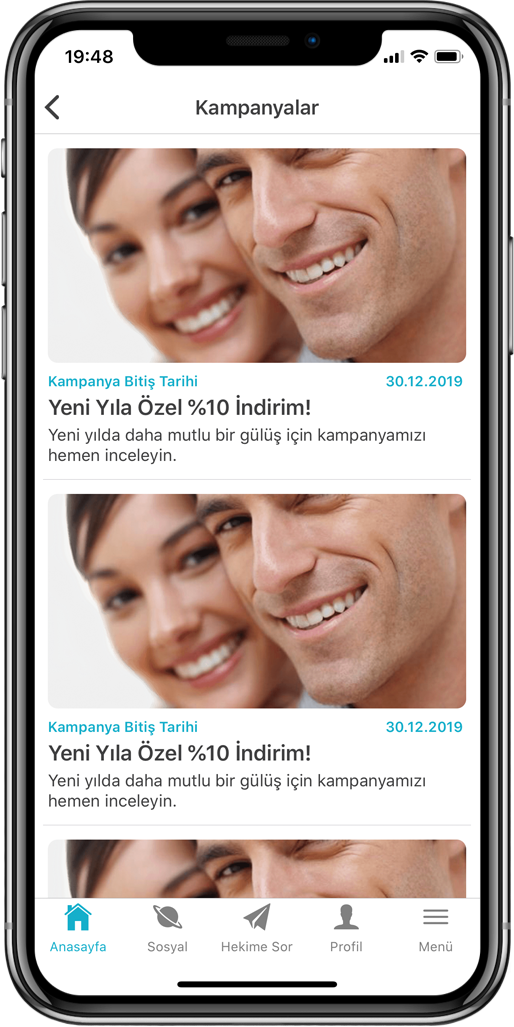 19:48
Kampanyalar
Kampanya Bitiş Tarihi 30.12.2019
Yeni Yıla Özel %10 İndirim!
Yeni yılda daha mutlu bir gülüş için kampanyamızı
hemen inceleyin.
Kampanya Bitiş Tarihi 30.12.2019
Yeni Yıla Özel %10 İndirim!
Yeni yılda daha mutlu bir gülüş için kampanyamızı
hemen inceleyin.
Anasayfa Sosyal Hekime Sor Profil Menü